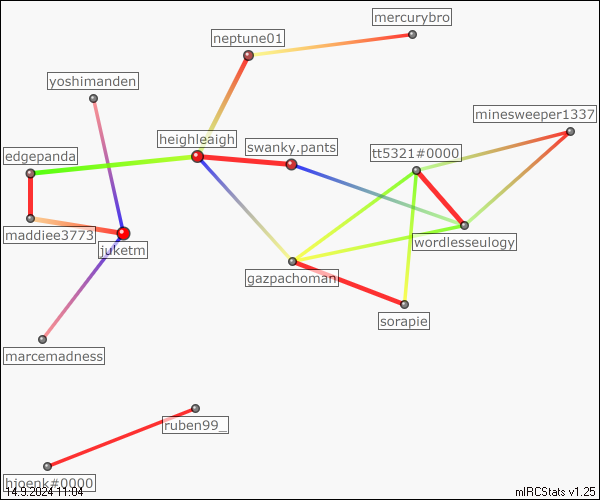 mercurybro
neptune01
yoshimanden
minesweeper1337
heighleaigh
swanky.pants
tt5321#0000
edgepanda
maddiee3773
wordlesseulogy
juketm
gazpachoman
sorapie
marcemadness
ruben99_
hjoenk#0000
14.9.2024 11:04
mIRCStats v1.25